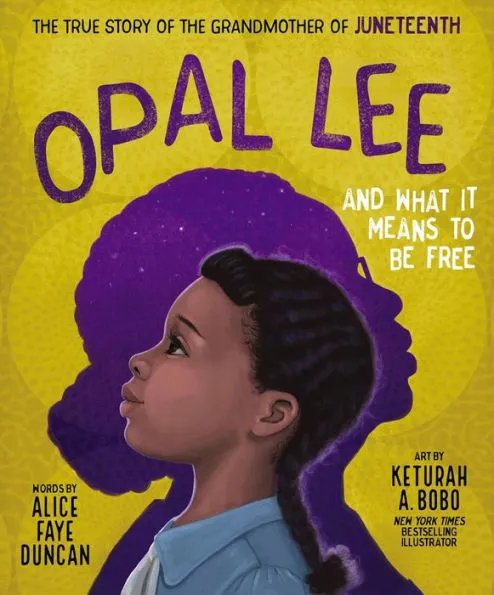 THE TRUE STORY OF THE GRANDMOTHER OF JUNETEENTH
OPAL LEE
AND WHAT IT
MEANS TO
BE FREE
WORDS BY
ALICE
FAYE
DUNCAN
ART BY
KETURAH
A. BOBO
NEW YORK TIMES
BESTSELLING
ILLUSTRATOR